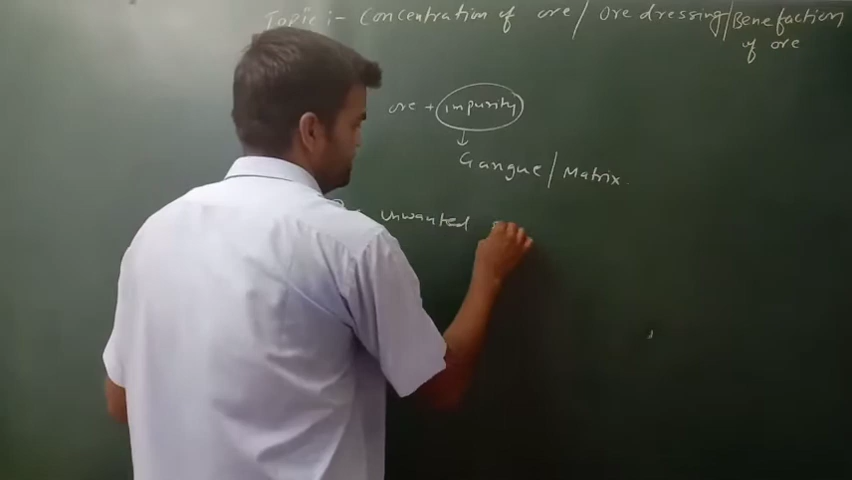 Topic :- Concentration of ore / Ore dressing / Benefaction
of ore
ore + impurity
Gangue / Matrix.
unwanted